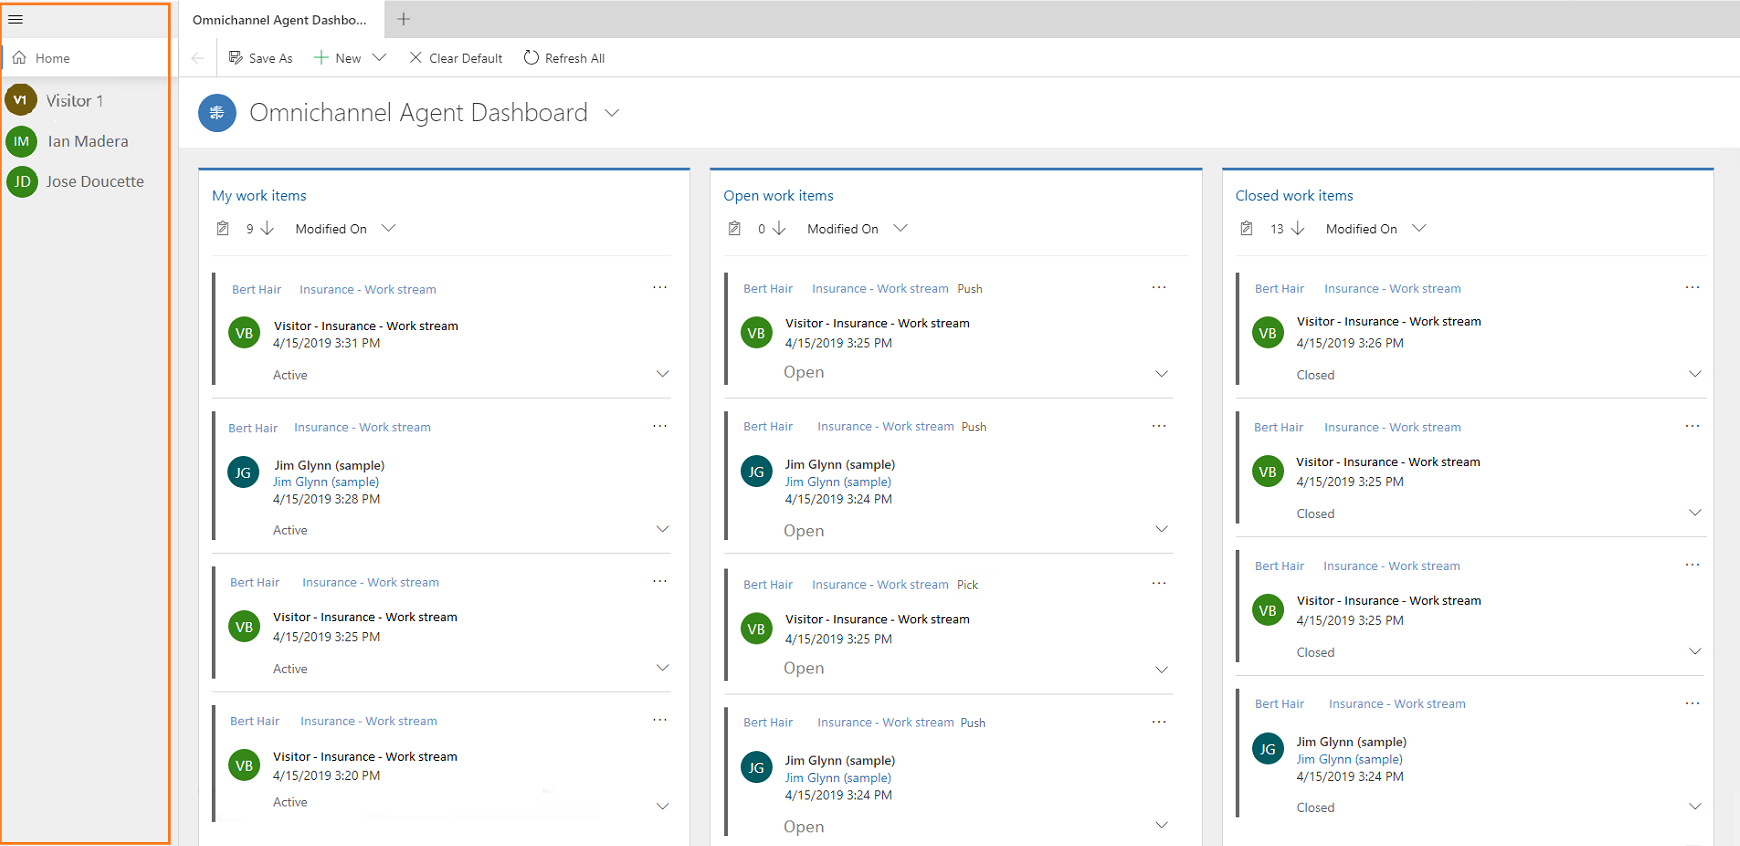 Omnichannel Agent Dashbo...
Home
Save As
New
Clear Default
Refresh All
V1 Visitor 1
IM Ian Madera
JD Jose Doucette
Omnichannel Agent Dashboard
My work items
9 Modified On
Bert Hair Insurance - Work stream
VB Visitor - Insurance - Work stream
4/15/2019 3:31 PM
Active
Bert Hair Insurance - Work stream
JG Jim Glynn (sample)
Jim Glynn (sample)
4/15/2019 3:28 PM
Active
Bert Hair Insurance - Work stream
VB Visitor - Insurance - Work stream
4/15/2019 3:25 PM
Active
Bert Hair Insurance - Work stream
VB Visitor - Insurance - Work stream
4/15/2019 3:20 PM
Active
Open work items
0 Modified On
Bert Hair Insurance - Work stream Push
VB Visitor - Insurance - Work stream
4/15/2019 3:25 PM
Open
Bert Hair Insurance - Work stream Push
JG Jim Glynn (sample)
Jim Glynn (sample)
4/15/2019 3:24 PM
Open
Bert Hair Insurance - Work stream Pick
VB Visitor - Insurance - Work stream
4/15/2019 3:25 PM
Open
Bert Hair Insurance - Work stream Push
JG Jim Glynn (sample)
Jim Glynn (sample)
4/15/2019 3:24 PM
Open
Closed work items
13 Modified On
Bert Hair Insurance - Work stream
VB Visitor - Insurance - Work stream
4/15/2019 3:26 PM
Closed
Bert Hair Insurance - Work stream
VB Visitor - Insurance - Work stream
4/15/2019 3:25 PM
Closed
Bert Hair Insurance - Work stream
VB Visitor - Insurance - Work stream
4/15/2019 3:25 PM
Closed
Bert Hair Insurance - Work stream
JG Jim Glynn (sample)
Jim Glynn (sample)
4/15/2019 3:24 PM
Closed